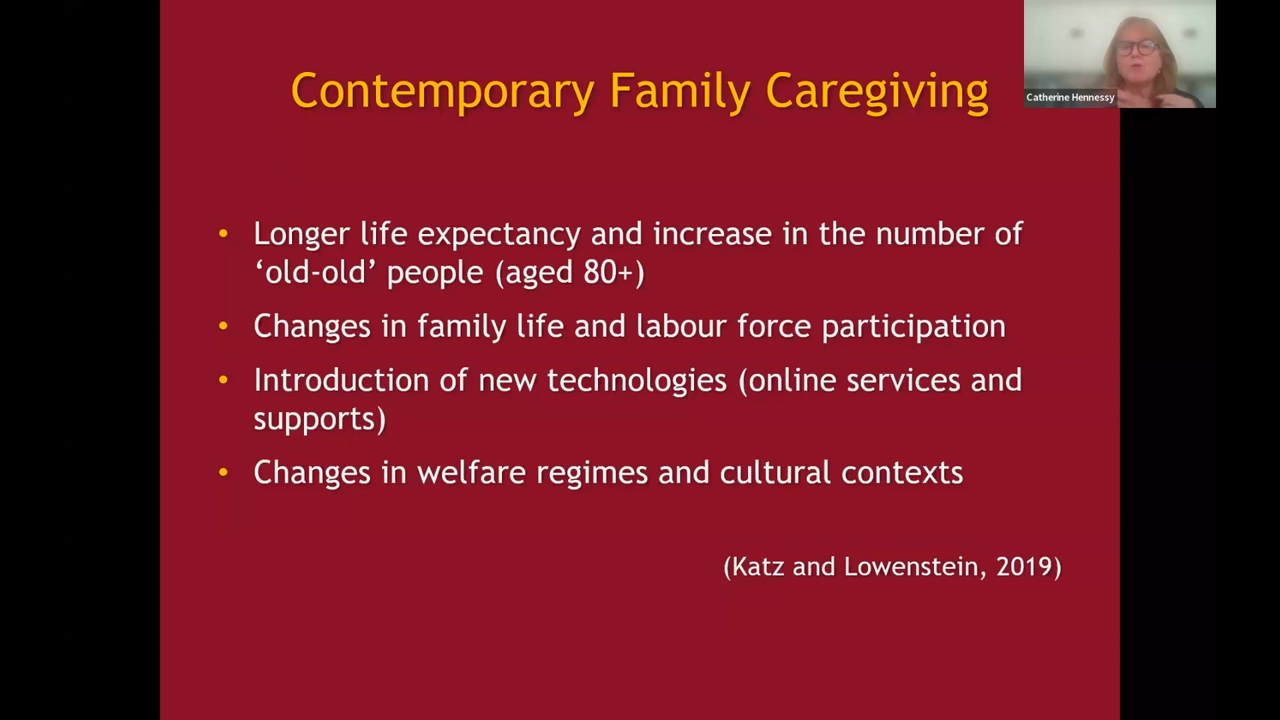 Contemporary Family Caregiving
Catherine Hennessy
• Longer life expectancy and increase in the number of
‘old-old’ people (aged 80+)
• Changes in family life and labour force participation
• Introduction of new technologies (online services and
supports)
• Changes in welfare regimes and cultural contexts
(Katz and Lowenstein, 2019)